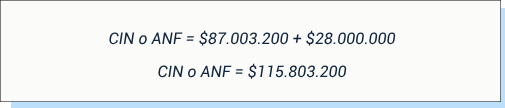 CIN o ANF = $87.003.200 + $28.000.000
CIN o ANF = $115.803.200